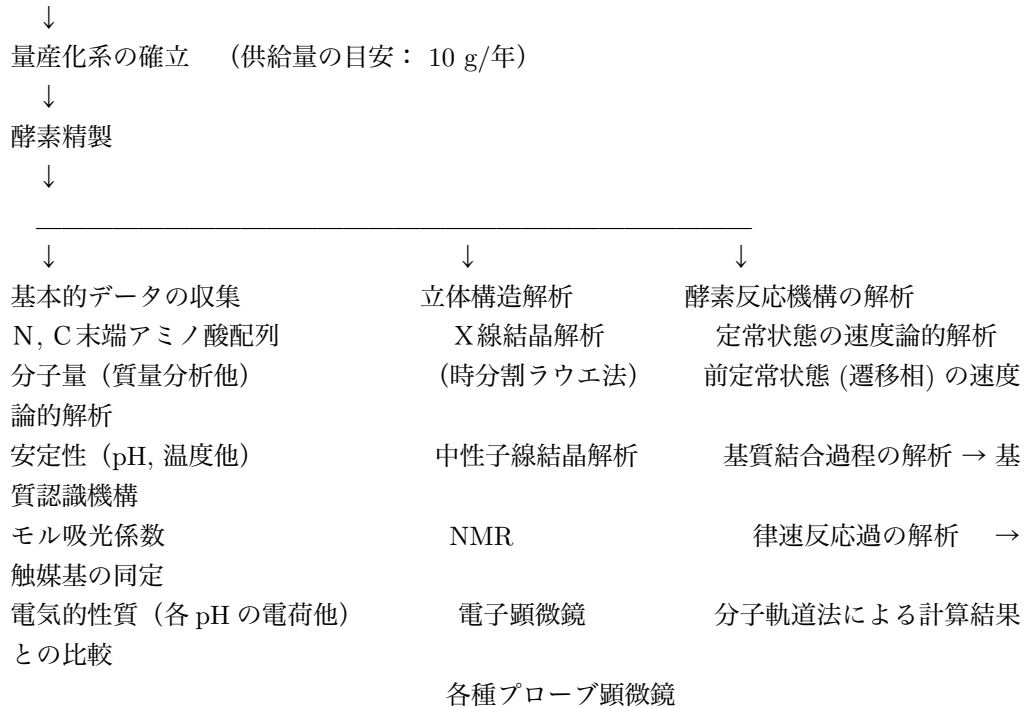 ↓
量産化系の確立 （供給量の目安： 10 g/年）
↓
酵素精製
↓
↓ ↓ ↓
基本的データの収集 立体構造解析 酵素反応機構の解析
Ｎ, Ｃ末端アミノ酸配列 Ｘ線結晶解析 定常状態の速度論的解析
分子量（質量分析他） （時分割ラウエ法） 前定常状態 (遷移相) の速度
論的解析
安定性（pH, 温度他） 中性子線結晶解析 基質結合過程の解析 → 基
質認識機構
モル吸光係数 NMR 律速反応過の解析 →
触媒基の同定
電気的性質（各 pH の電荷他） 電子顕微鏡 分子軌道法による計算結果
との比較
各種プローブ顕微鏡